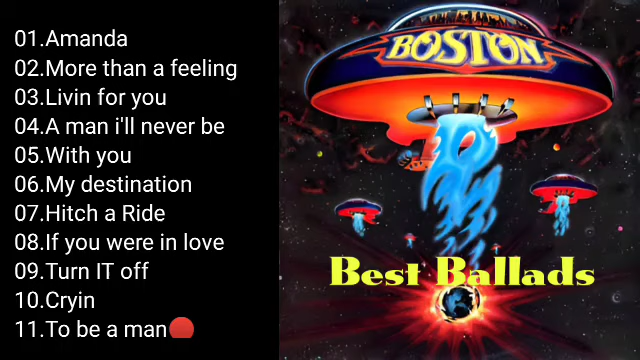 01.Amanda
02.More than a feeling
03.Livin for you
04.A man i'll never be
05.With you
06.My destination
07.Hitch a Ride
08.If you were in love
09.Turn IT off
10.Cryin
11.To be a man
BOSTON
Best Ballads